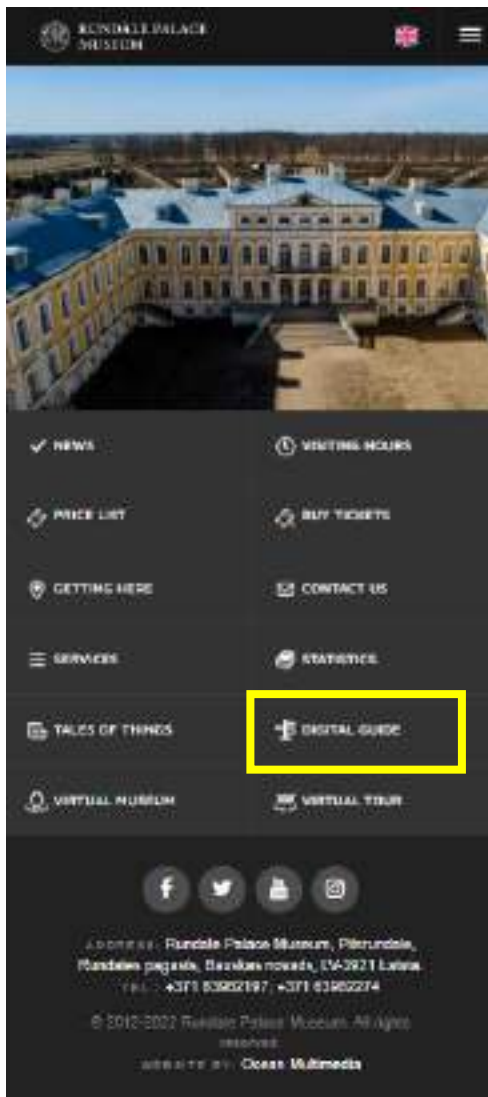 RUNDALE PALACE
MUSEUM
NEWS
VISITING HOURS
PRICE LIST
BUY TICKETS
GETTING HERE
CONTACT US
SERVICES
STATISTICS
TALES OF THINGS
DIGITAL GUIDE
VIRTUAL MUSEUM
VIRTUAL TOUR
ADDRESS: Rundale Palace Museum, Pilsrundale,
Rundales pagasts, Bauskas novads, LV-3921 Latvia
TEL.: +371 63962197, +371 63962274
© 2012-2022 Rundale Palace Museum. All rights
reserved
WEBSITE BY: Ocean Multimedia